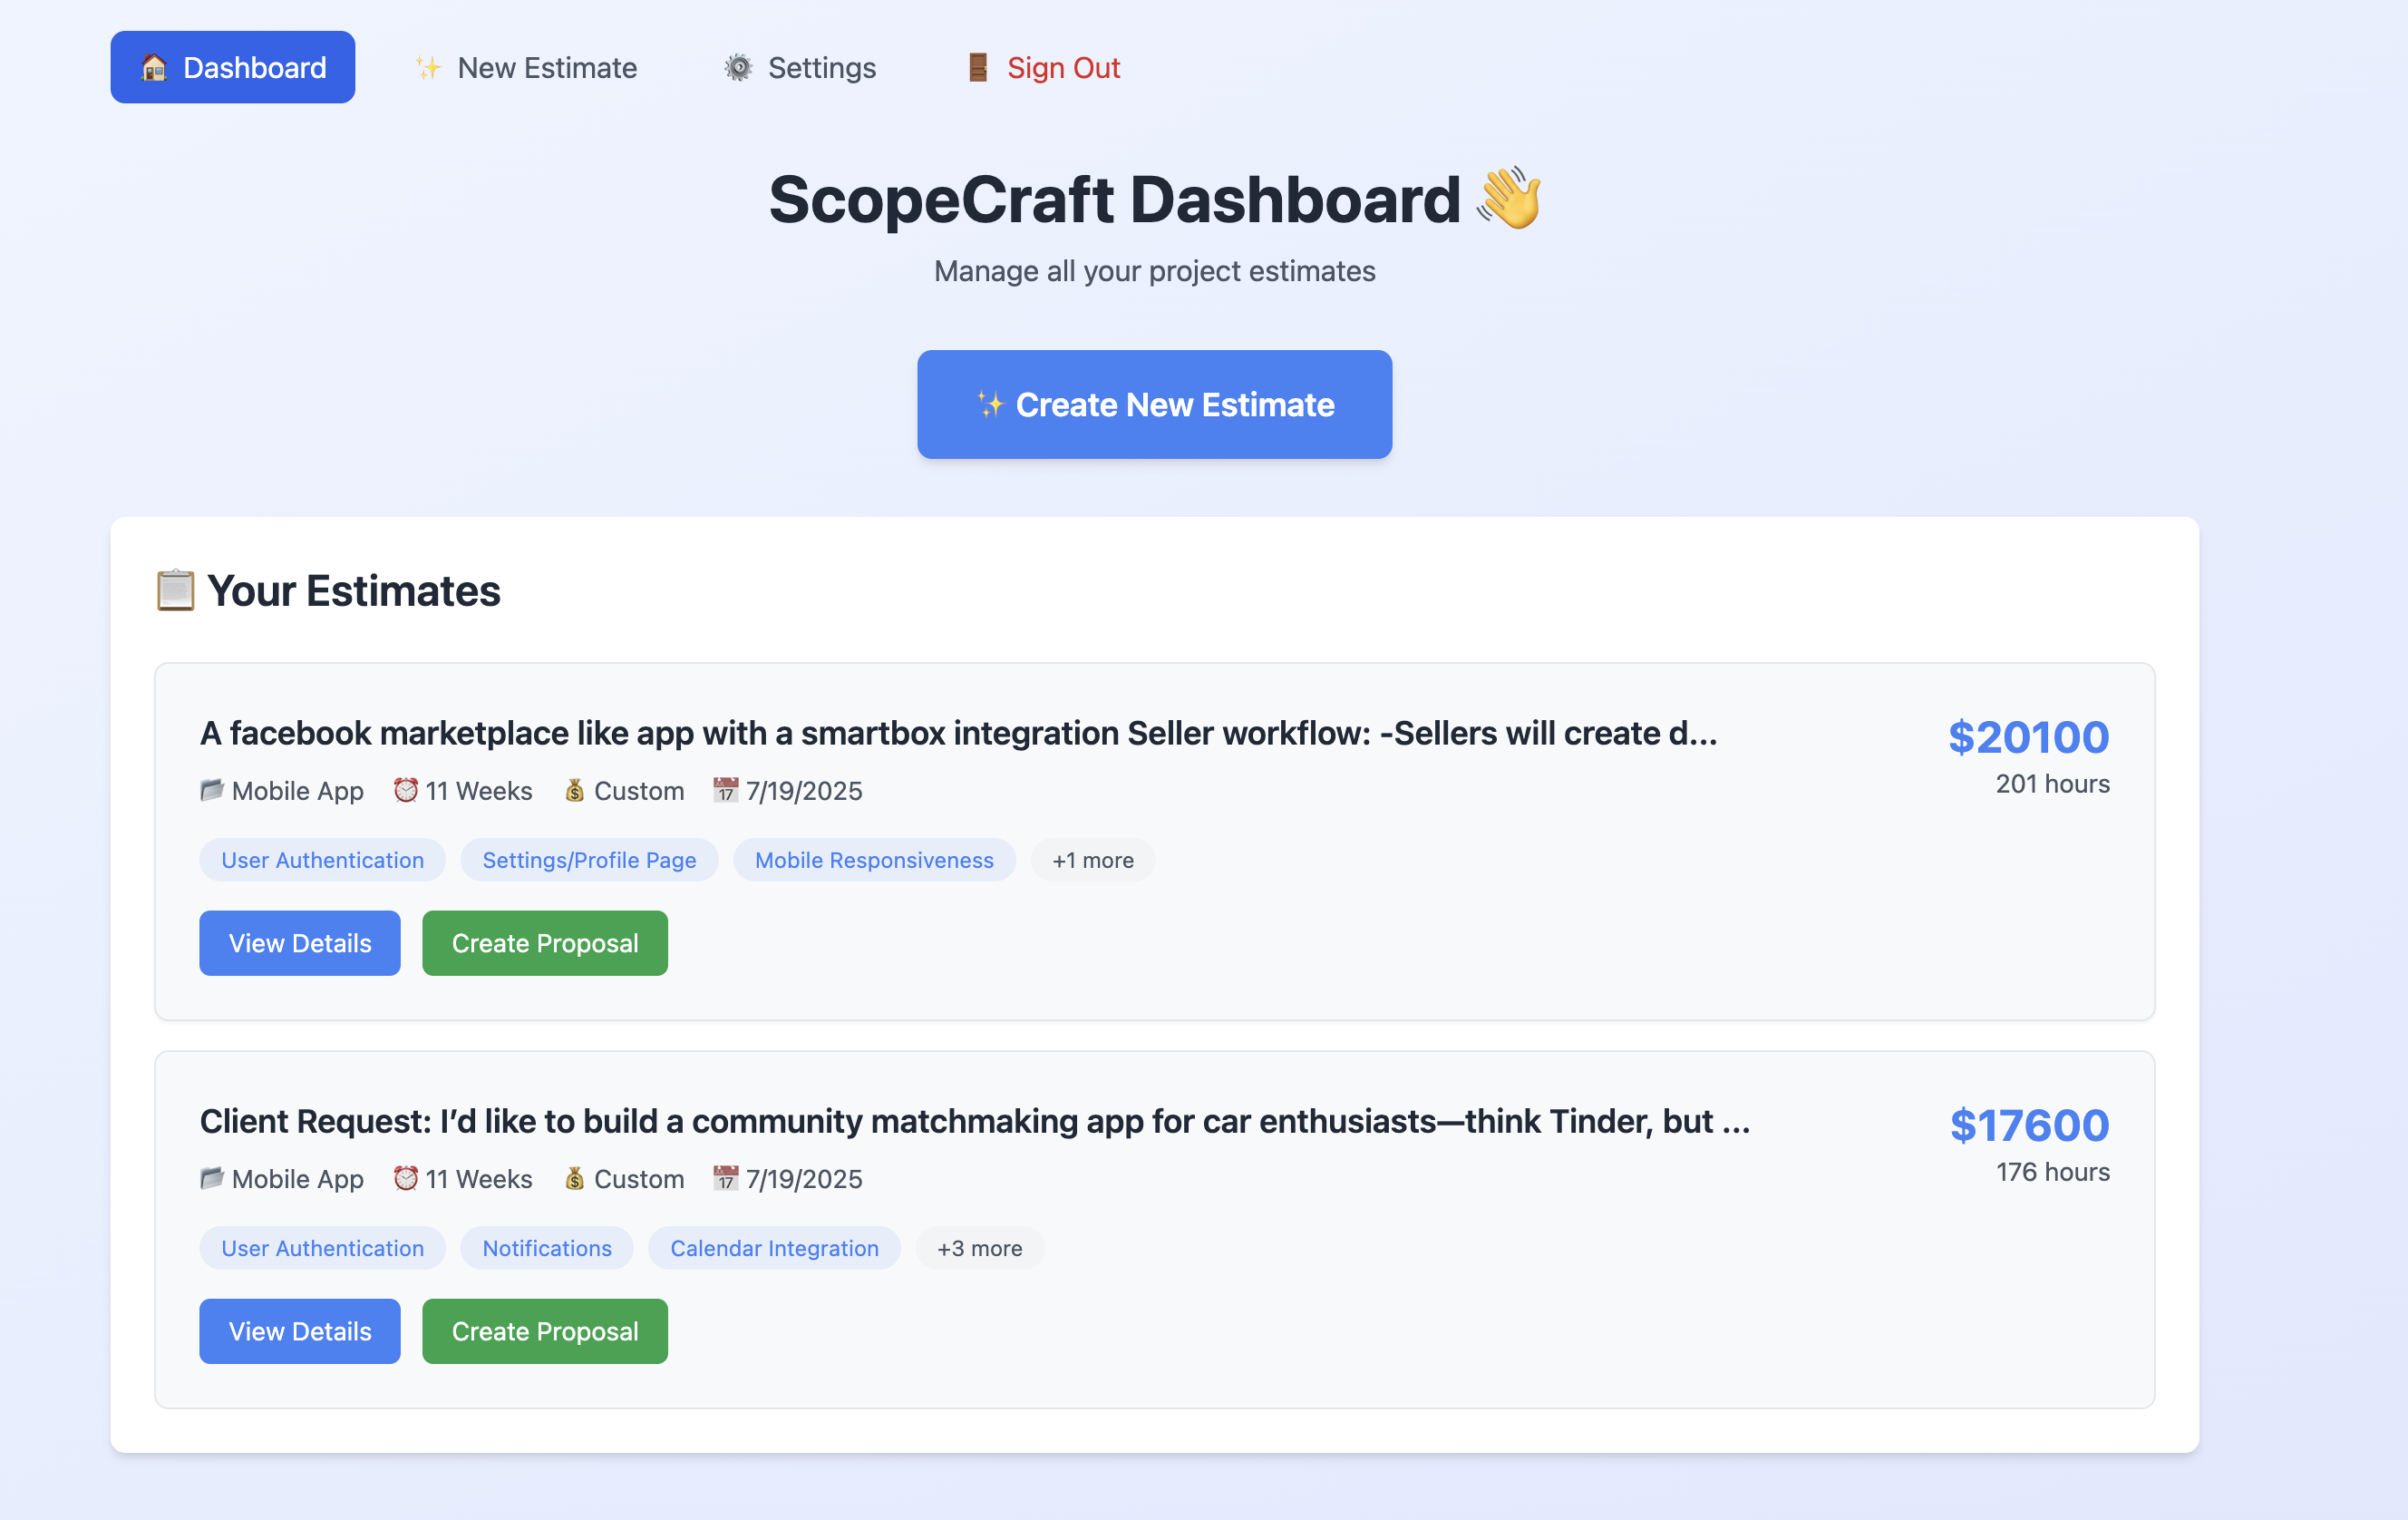 Dashboard
New Estimate
Settings
Sign Out
ScopeCraft Dashboard
Manage all your project estimates
Create New Estimate
Your Estimates
A facebook marketplace like app with a smartbox integration Seller workflow: -Sellers will create d...
$20100
Mobile App
11 Weeks
Custom
7/19/2025
201 hours
User Authentication
Settings/Profile Page
Mobile Responsiveness
+1 more
View Details
Create Proposal
Client Request: I’d like to build a community matchmaking app for car enthusiasts—think Tinder, but ...
$17600
Mobile App
11 Weeks
Custom
7/19/2025
176 hours
User Authentication
Notifications
Calendar Integration
+3 more
View Details
Create Proposal